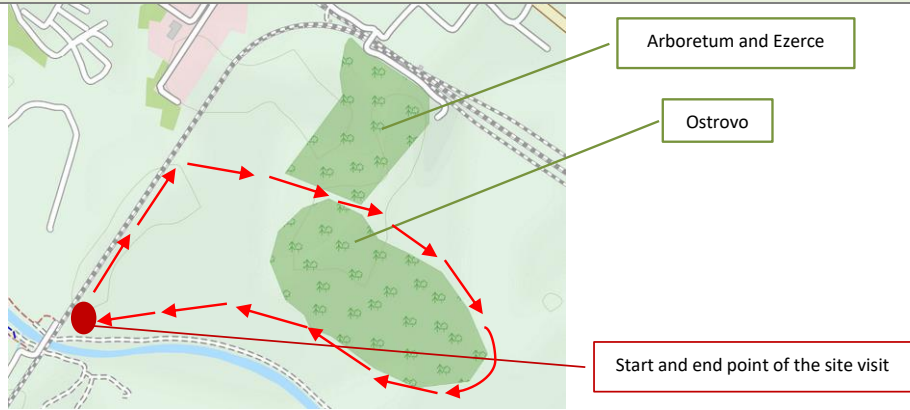 Arboretum and Ezerce
Ostrovo
Start and end point of the site visit